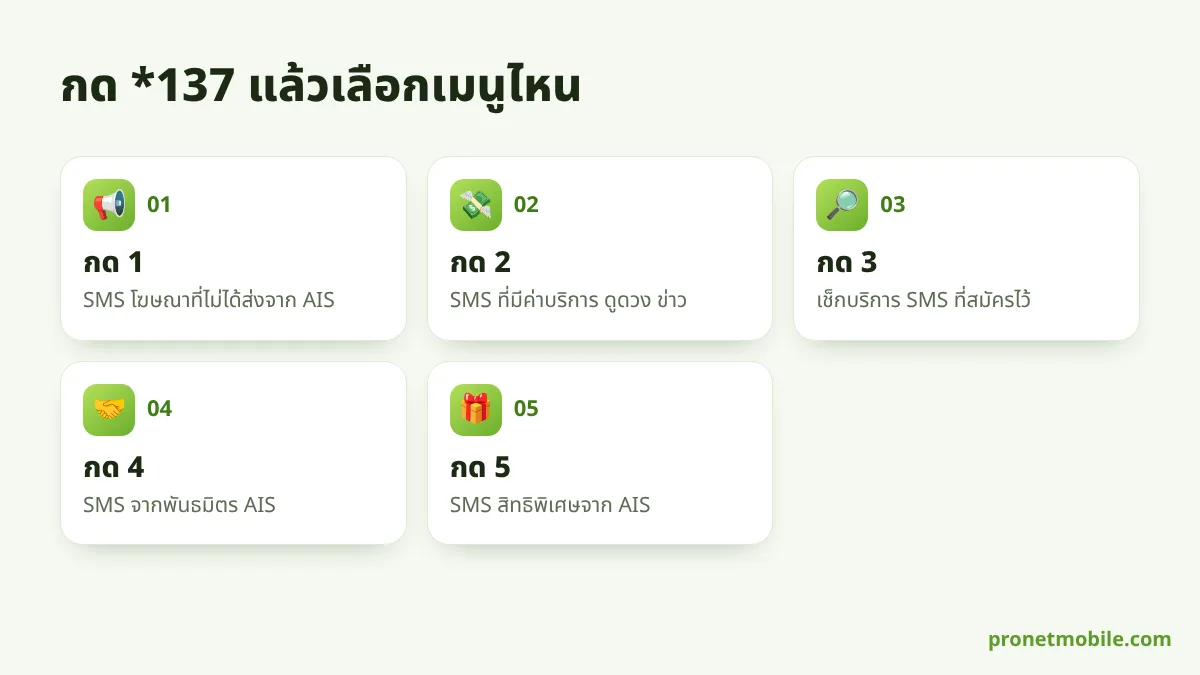 กด *137 แล้วเลือกเมนูไหน
01
กด 1
SMS โฆษณาที่ไม่ได้ส่งจาก AIS
02
กด 2
SMS ที่มีค่าบริการ ดูดวง ข่าว
03
กด 3
เช็กบริการ SMS ที่สมัครไว้
04
กด 4
SMS จากพันธมิตร AIS
05
กด 5
SMS สิทธิพิเศษจาก AIS
pronetmobile.com